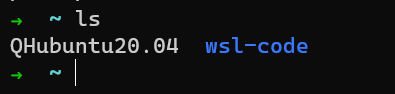 ➜ ~ ls
QHubuntu20.04 wsl-code
➜ ~